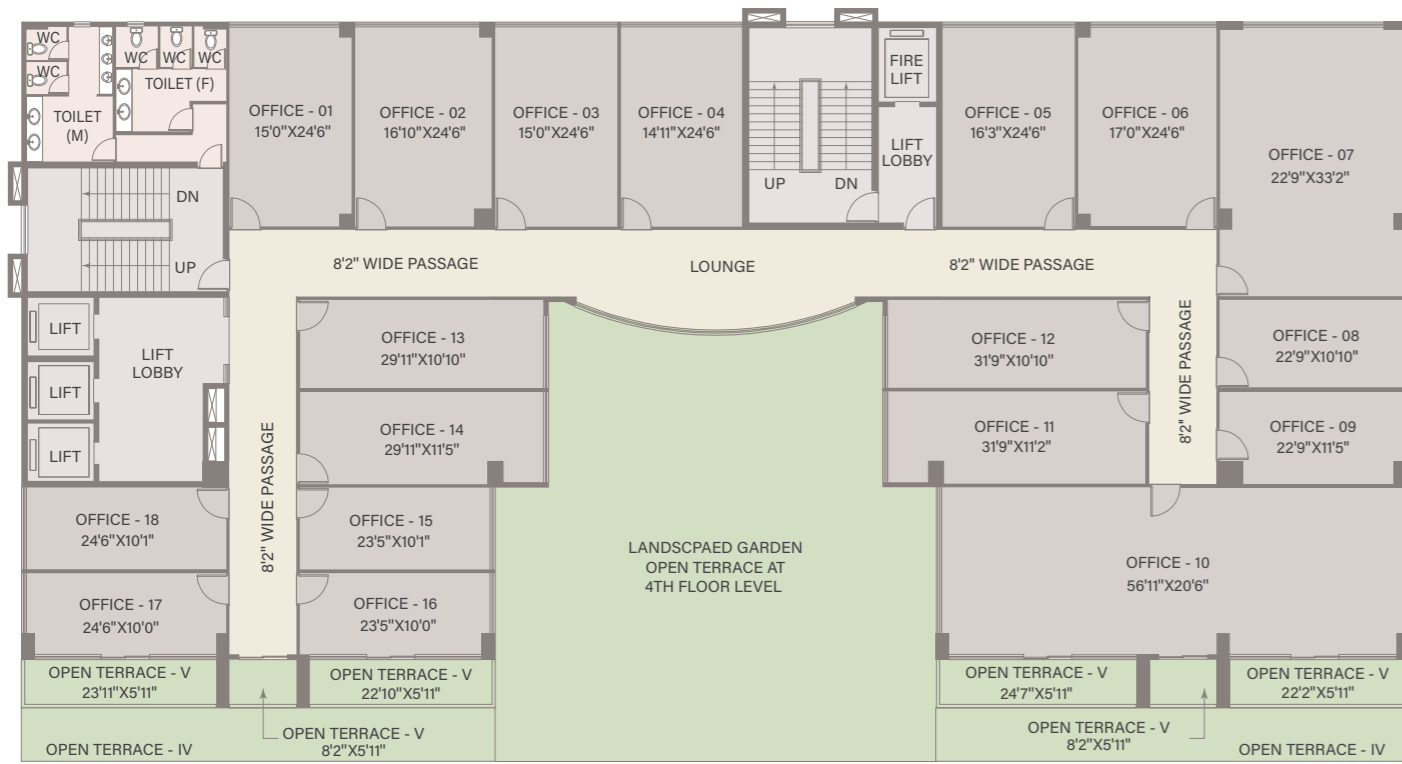 WC
WC
WC
WC
WC
TOILET (F)
TOILET
(M)
OFFICE - 01
15'0"X24'6"
OFFICE - 02
16'10"X24'6"
OFFICE - 03
15'0"X24'6"
OFFICE - 04
14'11"X24'6"
UP
DN
FIRE
LIFT
LIFT
LOBBY
OFFICE - 05
16'3"X24'6"
OFFICE - 06
17'0"X24'6"
OFFICE - 07
22'9"X33'2"
DN
UP
8'2" WIDE PASSAGE
LOUNGE
8'2" WIDE PASSAGE
LIFT
LIFT
LIFT
LIFT
LOBBY
8'2" WIDE PASSAGE
OFFICE - 13
29'11"X10'10"
OFFICE - 14
29'11"X11'5"
OFFICE - 12
31'9"X10'10"
OFFICE - 11
31'9"X11'2"
8'2" WIDE PASSAGE
OFFICE - 08
22'9"X10'10"
OFFICE - 09
22'9"X11'5"
OFFICE - 18
24'6"X10'1"
OFFICE - 15
23'5"X10'1"
OFFICE - 17
24'6"X10'0"
OFFICE - 16
23'5"X10'0"
LANDSCPAED GARDEN
OPEN TERRACE AT
4TH FLOOR LEVEL
OFFICE - 10
56'11"X20'6"
OPEN TERRACE - V
23'11"X5'11"
OPEN TERRACE - V
22'10"X5'11"
OPEN TERRACE - V
24'7"X5'11"
OPEN TERRACE - V
22'2"X5'11"
OPEN TERRACE - V
8'2"X5'11"
OPEN TERRACE - V
8'2"X5'11"
OPEN TERRACE - IV
OPEN TERRACE - IV